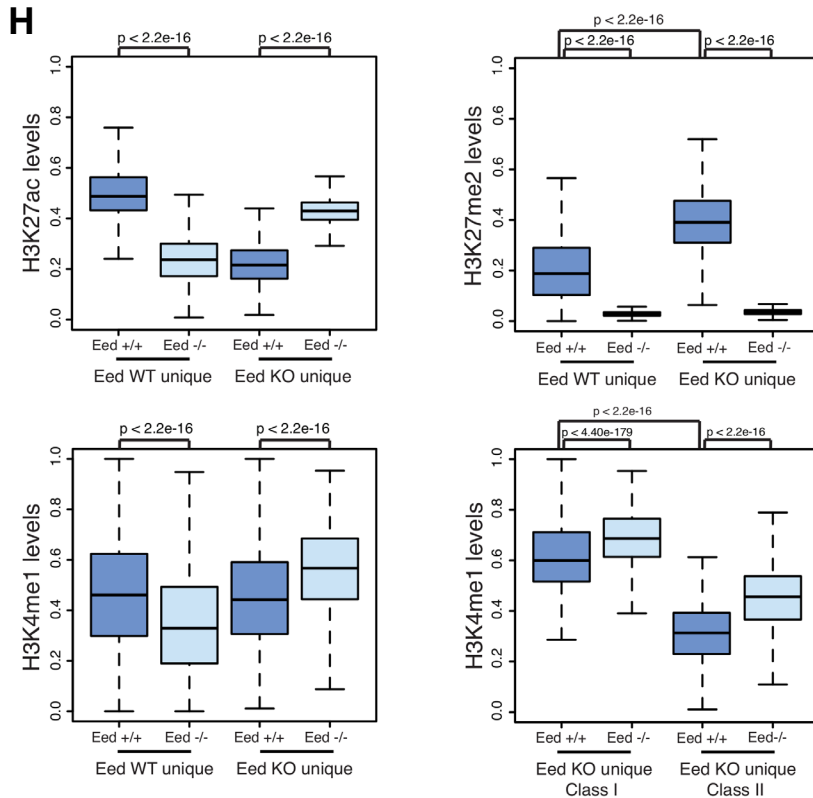 H
p < 2.2e-16
p < 2.2e-16
H3K27ac levels
1.0
0.8
0.6
0.4
0.2
0.0
Eed +/+
Eed -/-
Eed +/+
Eed -/-
Eed WT unique
Eed KO unique
p < 2.2e-16
p < 2.2e-16
p < 2.2e-16
H3K27me2 levels
1.0
0.8
0.6
0.4
0.2
0.0
Eed +/+
Eed -/-
Eed +/+
Eed -/-
Eed WT unique
Eed KO unique
p < 2.2e-16
p < 2.2e-16
H3K4me1 levels
1.0
0.8
0.6
0.4
0.2
0.0
Eed +/+
Eed -/-
Eed +/+
Eed-/-
Eed WT unique
Eed KO unique
p < 2.2e-16
p < 4.40e-179
p < 2.2e-16
H3K4me1 levels
1.0
0.8
0.6
0.4
0.2
0.0
Eed +/+
Eed -/-
Eed +/+
Eed-/-
Eed KO unique
Class I
Eed KO unique
Class II